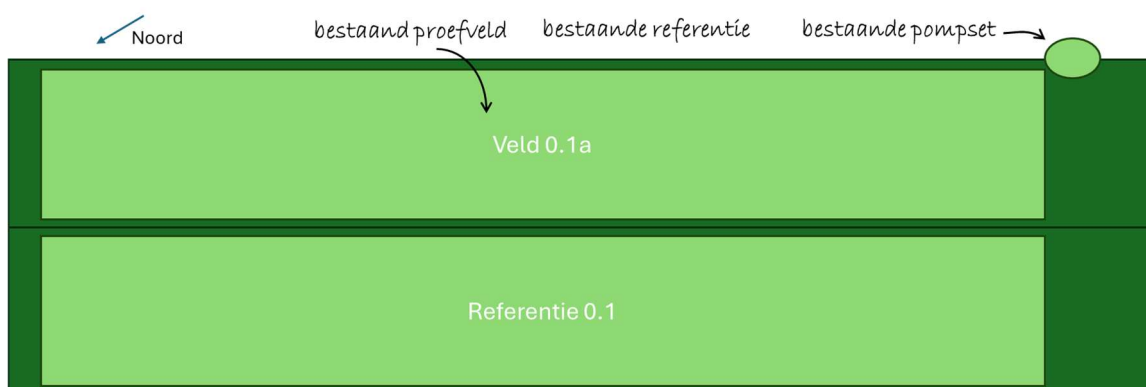 Noord
bestaand proefveld
bestaande referentie
bestaande pompset
Veld 0.1a
Referentie 0.1